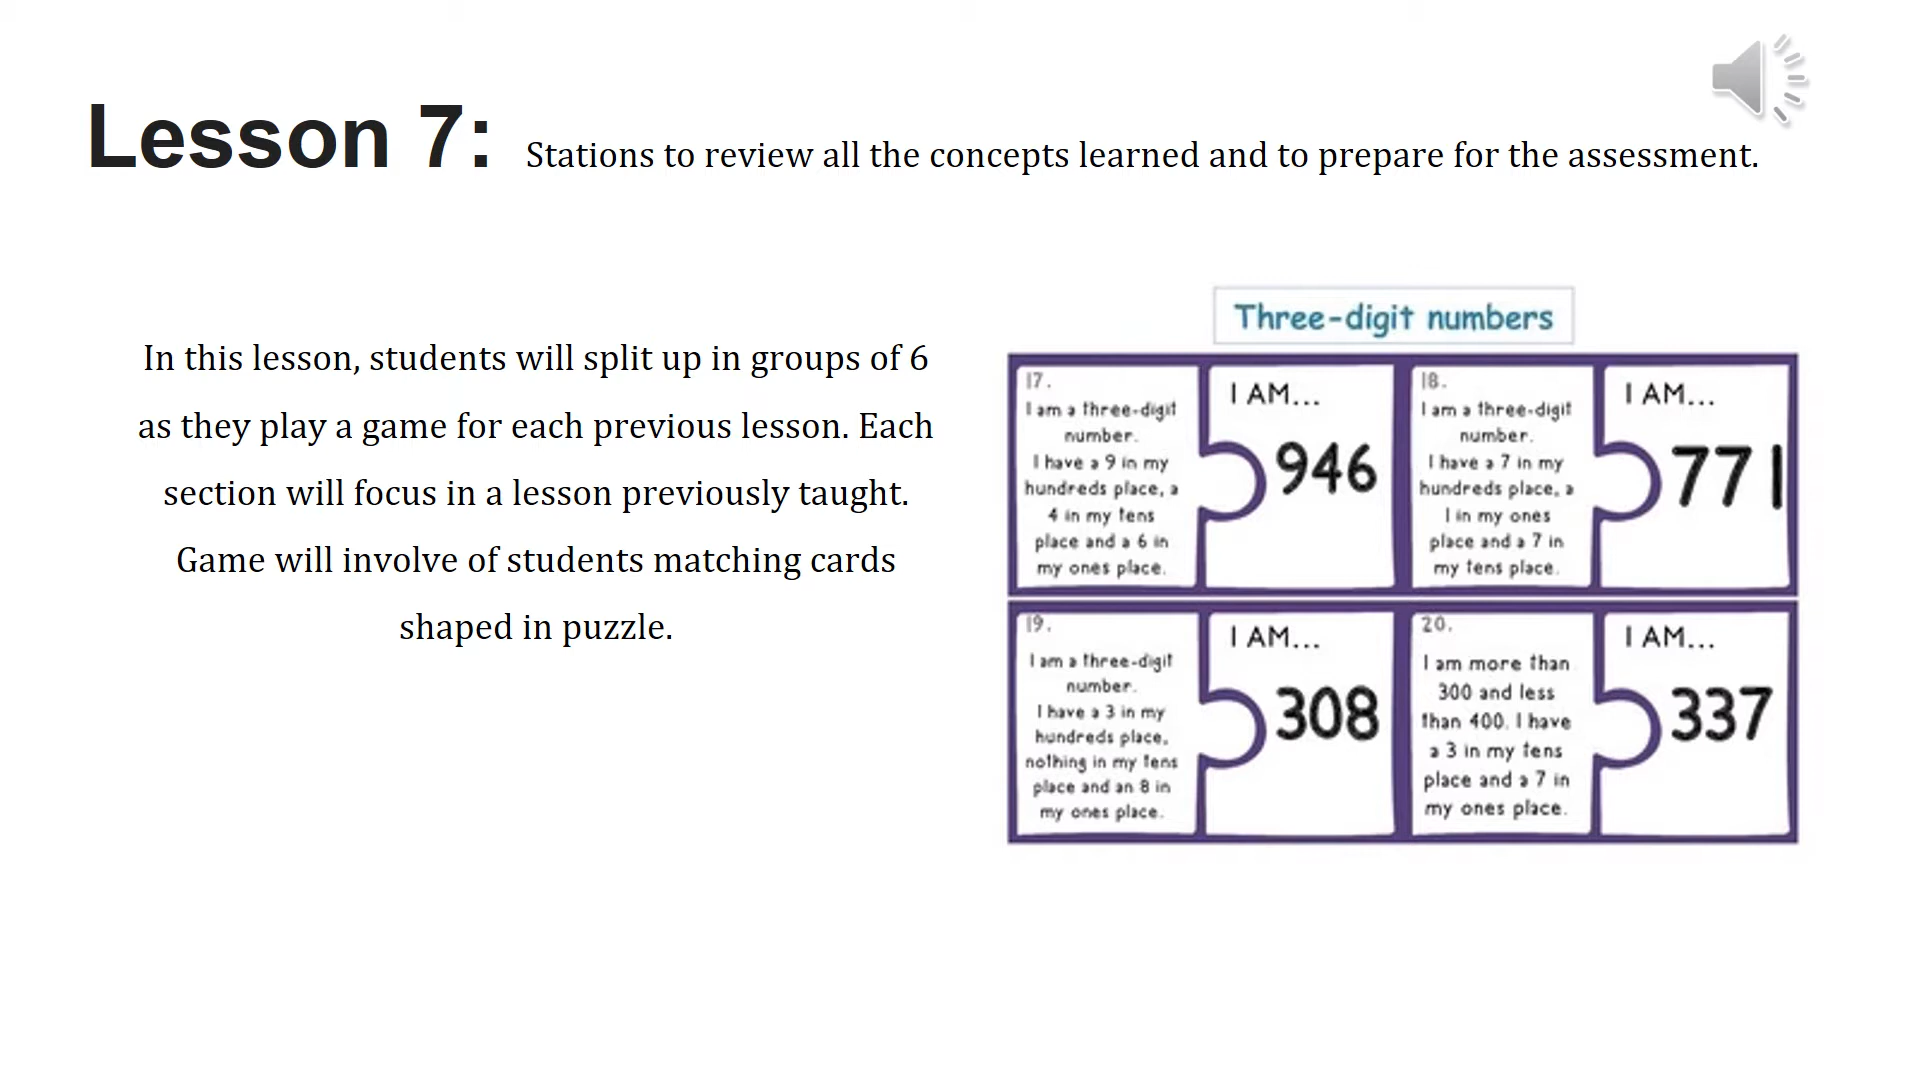 Lesson 7: Stations to review all the concepts learned and to prepare for the assessment.
In this lesson, students will split up in groups of 6
as they play a game for each previous lesson. Each
section will focus in a lesson previously taught.
Game will involve of students matching cards
shaped in puzzle.
Three-digit numbers
17.
I am a three-digit
number.
I have a 9 in my
hundreds place, a
4 in my tens
place and a 6 in
my ones place.
I AM...
946
18.
I am a three-digit
number.
I have a 7 in my
hundreds place, a
1 in my ones
place and a 7 in
my tens place.
I AM...
771
19.
I am a three-digit
number.
I have a 3 in my
hundreds place,
nothing in my tens
place and an 8 in
my ones place.
I AM...
308
20.
I am more than
300 and less
than 400. I have
a 3 in my tens
place and a 7 in
my ones place.
I AM...
337